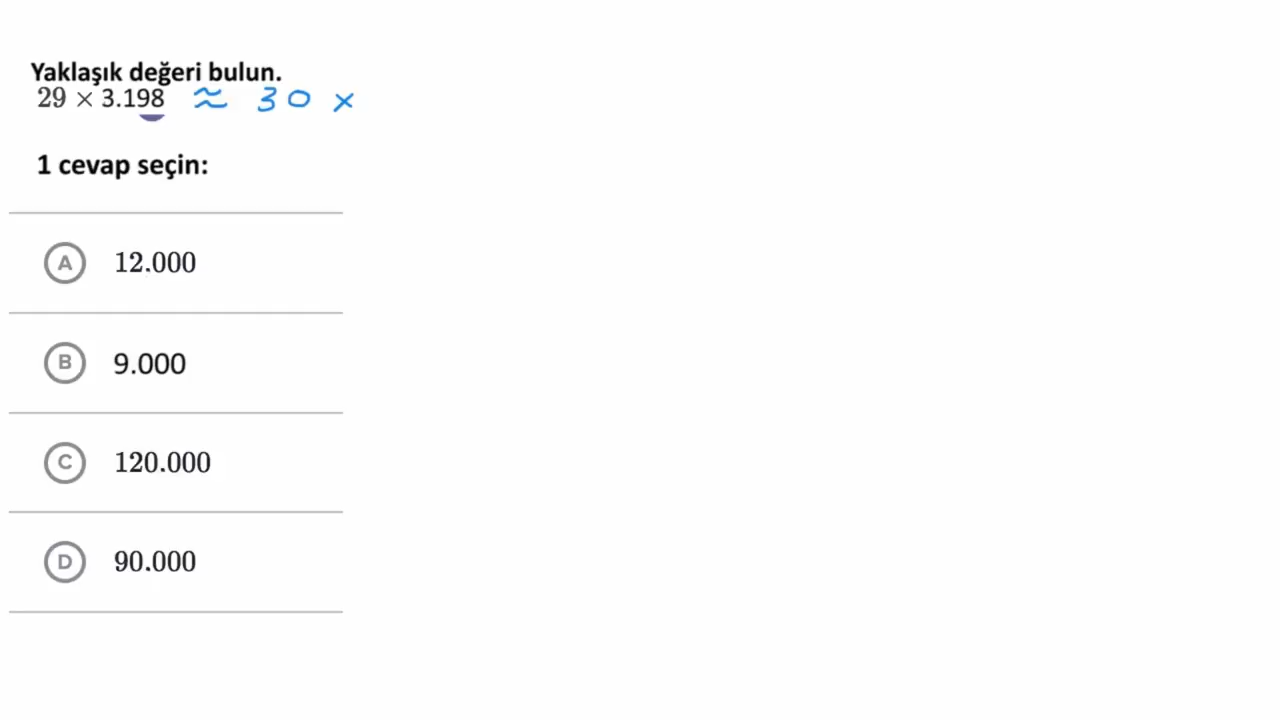 Yaklaşık değeri bulun.
29 × 3.198 ≈ 30 ×
1 cevap seçin:
A 12.000
B 9.000
C 120.000
D 90.000